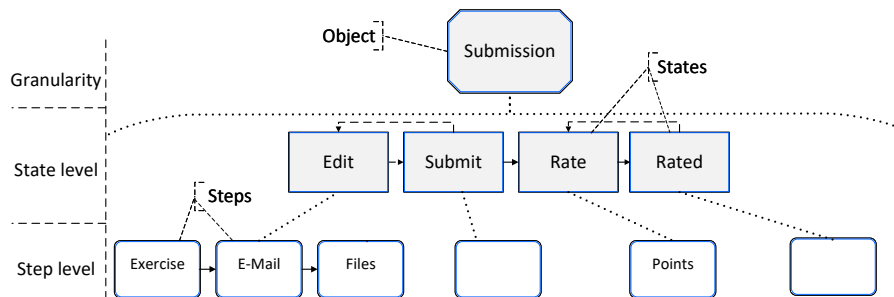 Object
Submission
Granularity
States
State level
Edit
Submit
Rate
Rated
Steps
Step level
Exercise
E-Mail
Files
Points